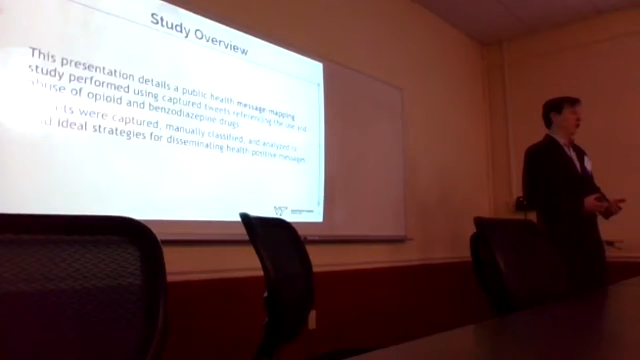 Study Overview
This presentation details a public health message-mapping
study performed using captured tweets referencing the use and
abuse of opioid and benzodiazepine drugs
were captured, manually classified, and analyzed to
ideal strategies for disseminating health positive messages